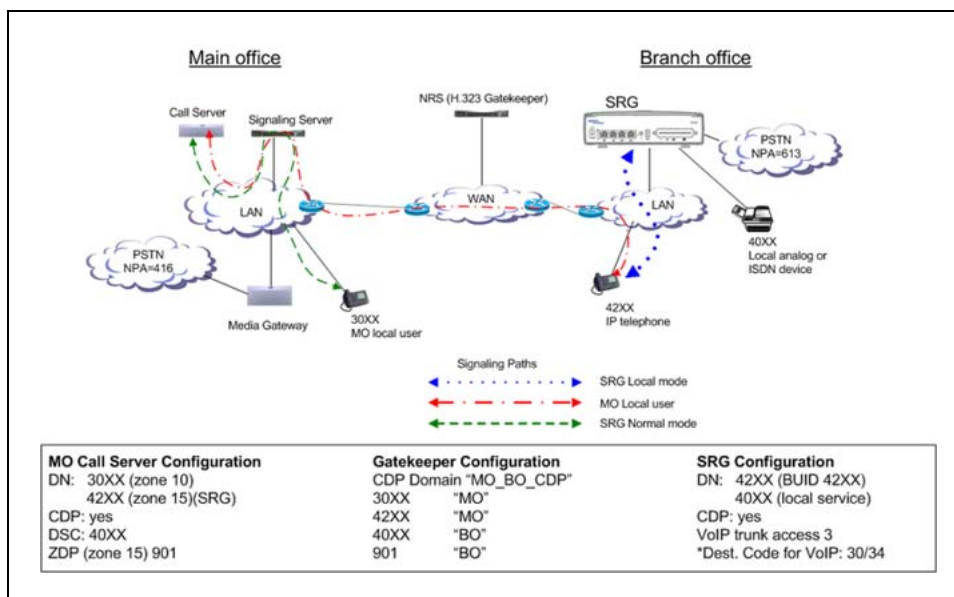 Main office
Branch office
NRS (H.323 Gatekeeper)
SRG
Call Server
Signaling Server
PSTN
NPA=613
LAN
WAN
LAN
PSTN
NPA=416
40XX
Local analog or
ISDN device
42XX
IP telephone
30XX
MO local user
Media Gateway
Signaling Paths
SRG Local mode
MO Local user
SRG Normal mode
MO Call Server Configuration
DN: 30XX (zone 10)
42XX (zone 15)(SRG)
CDP: yes
DSC: 40XX
ZDP (zone 15) 901
Gatekeeper Configuration
CDP Domain “MO_BO_CDP”
30XX “MO”
42XX “MO”
40XX “BO”
901 “BO”
SRG Configuration
DN: 42XX (BUID 42XX)
40XX (local service)
CDP: yes
VoIP trunk access 3
*Dest. Code for VoIP: 30/34